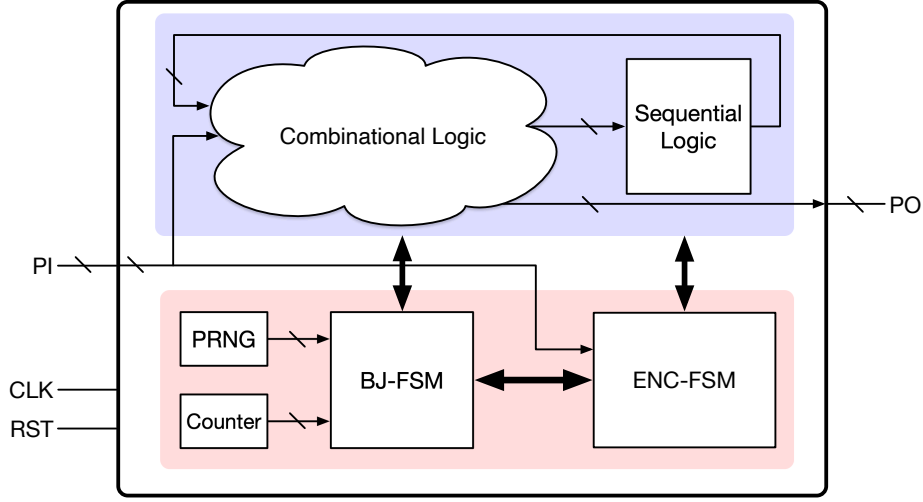 Combinational Logic
Sequential
Logic
PO
PI
PRNG
BJ-FSM
ENC-FSM
CLK
Counter
RST